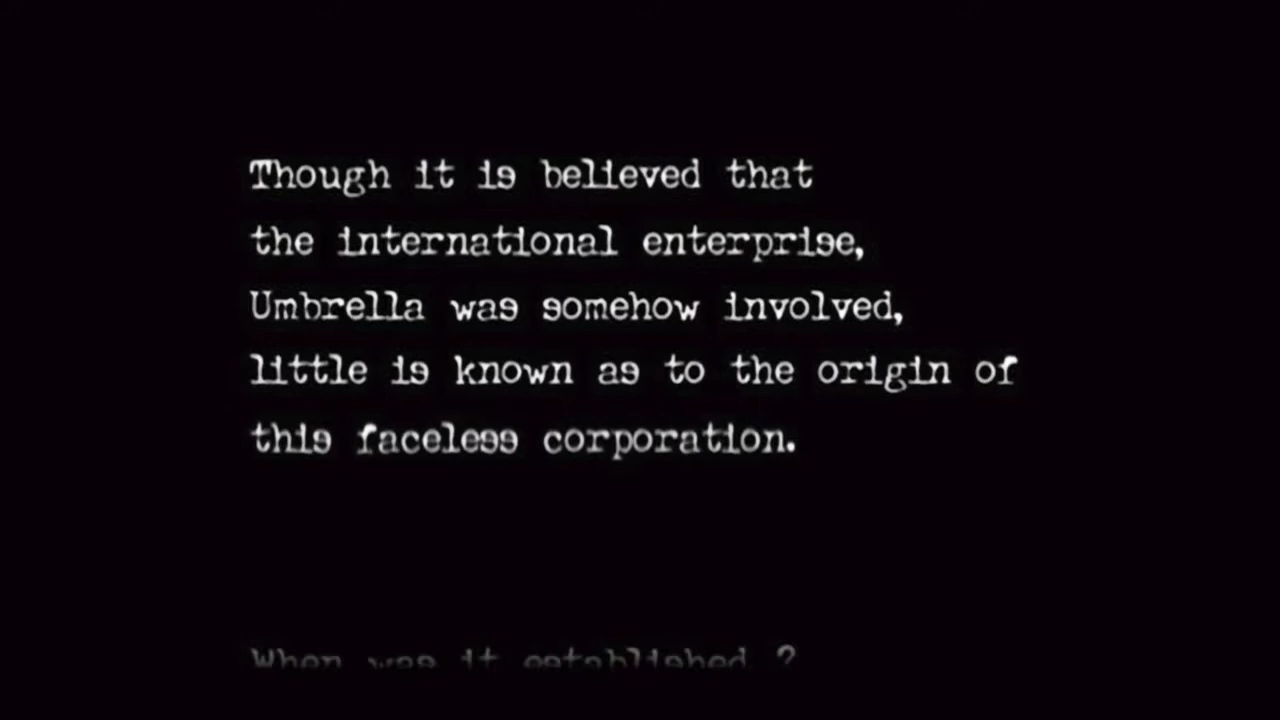 Though it is believed that
the international enterprise,
Umbrella was somehow involved,
little is known as to the origin of
this faceless corporation.
When was it established ?